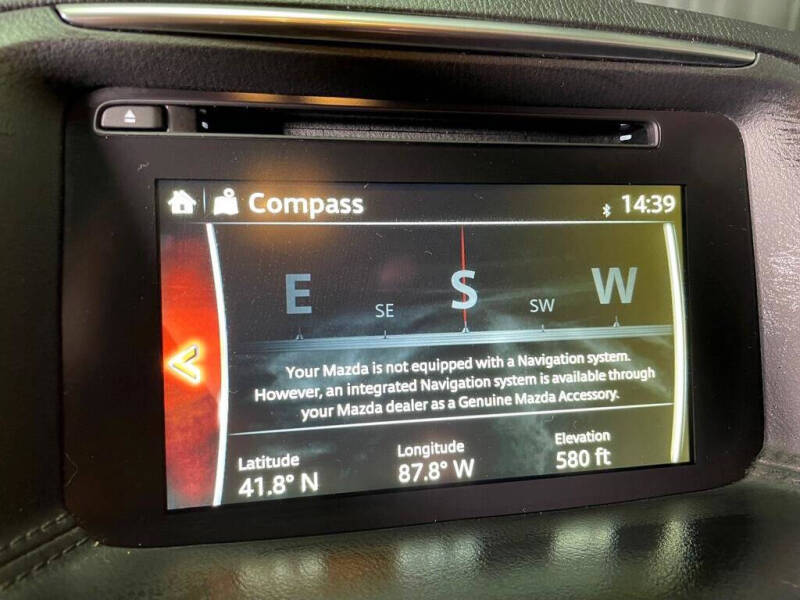 Compass 14:39
E SE S SW W
Your Mazda is not equipped with a Navigation system.
However, an integrated Navigation system is available through
your Mazda dealer as a Genuine Mazda Accessory.
Latitude Longitude Elevation
41.8° N 87.8° W 580 ft